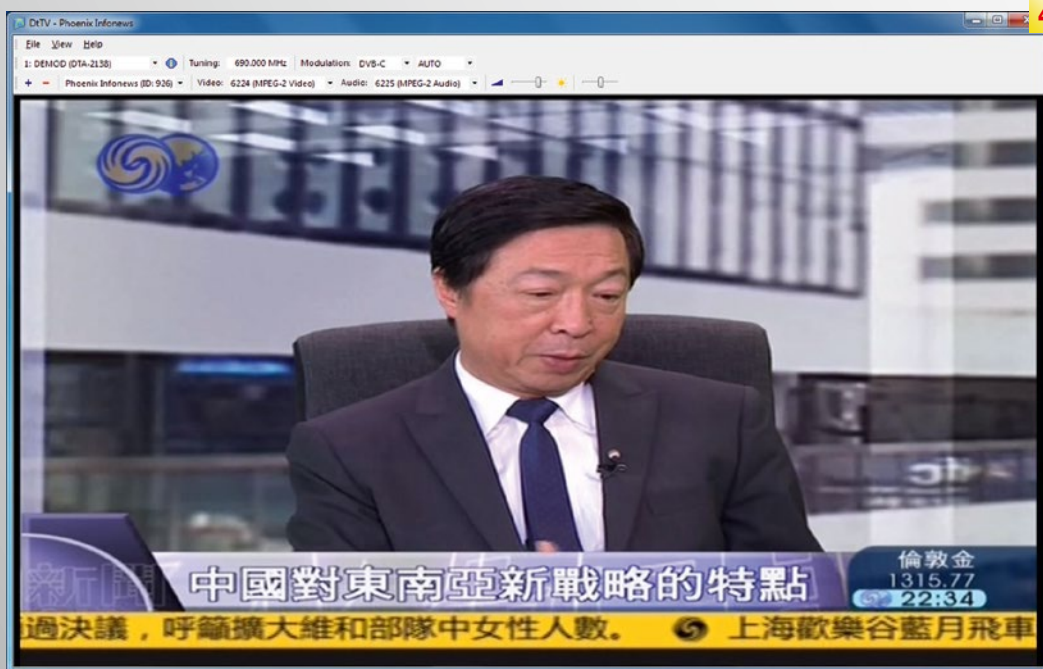 DtTV - Phoenix Infonews
File View Help
1: DEMOD (DTA-2138) Tuning: 690.000 MHz Modulation: DVB-C AUTO
+ - Phoenix Infonews (ID: 926) Video: 6224 (MPEG-2 Video) Audio: 6225 (MPEG-2 Audio)
新聞
中國對東南亞新戰略的特點
倫敦金
1315.77
22:34
過決議，呼籲擴大維和部隊中女性人數。 上海歡樂谷藍月飛車